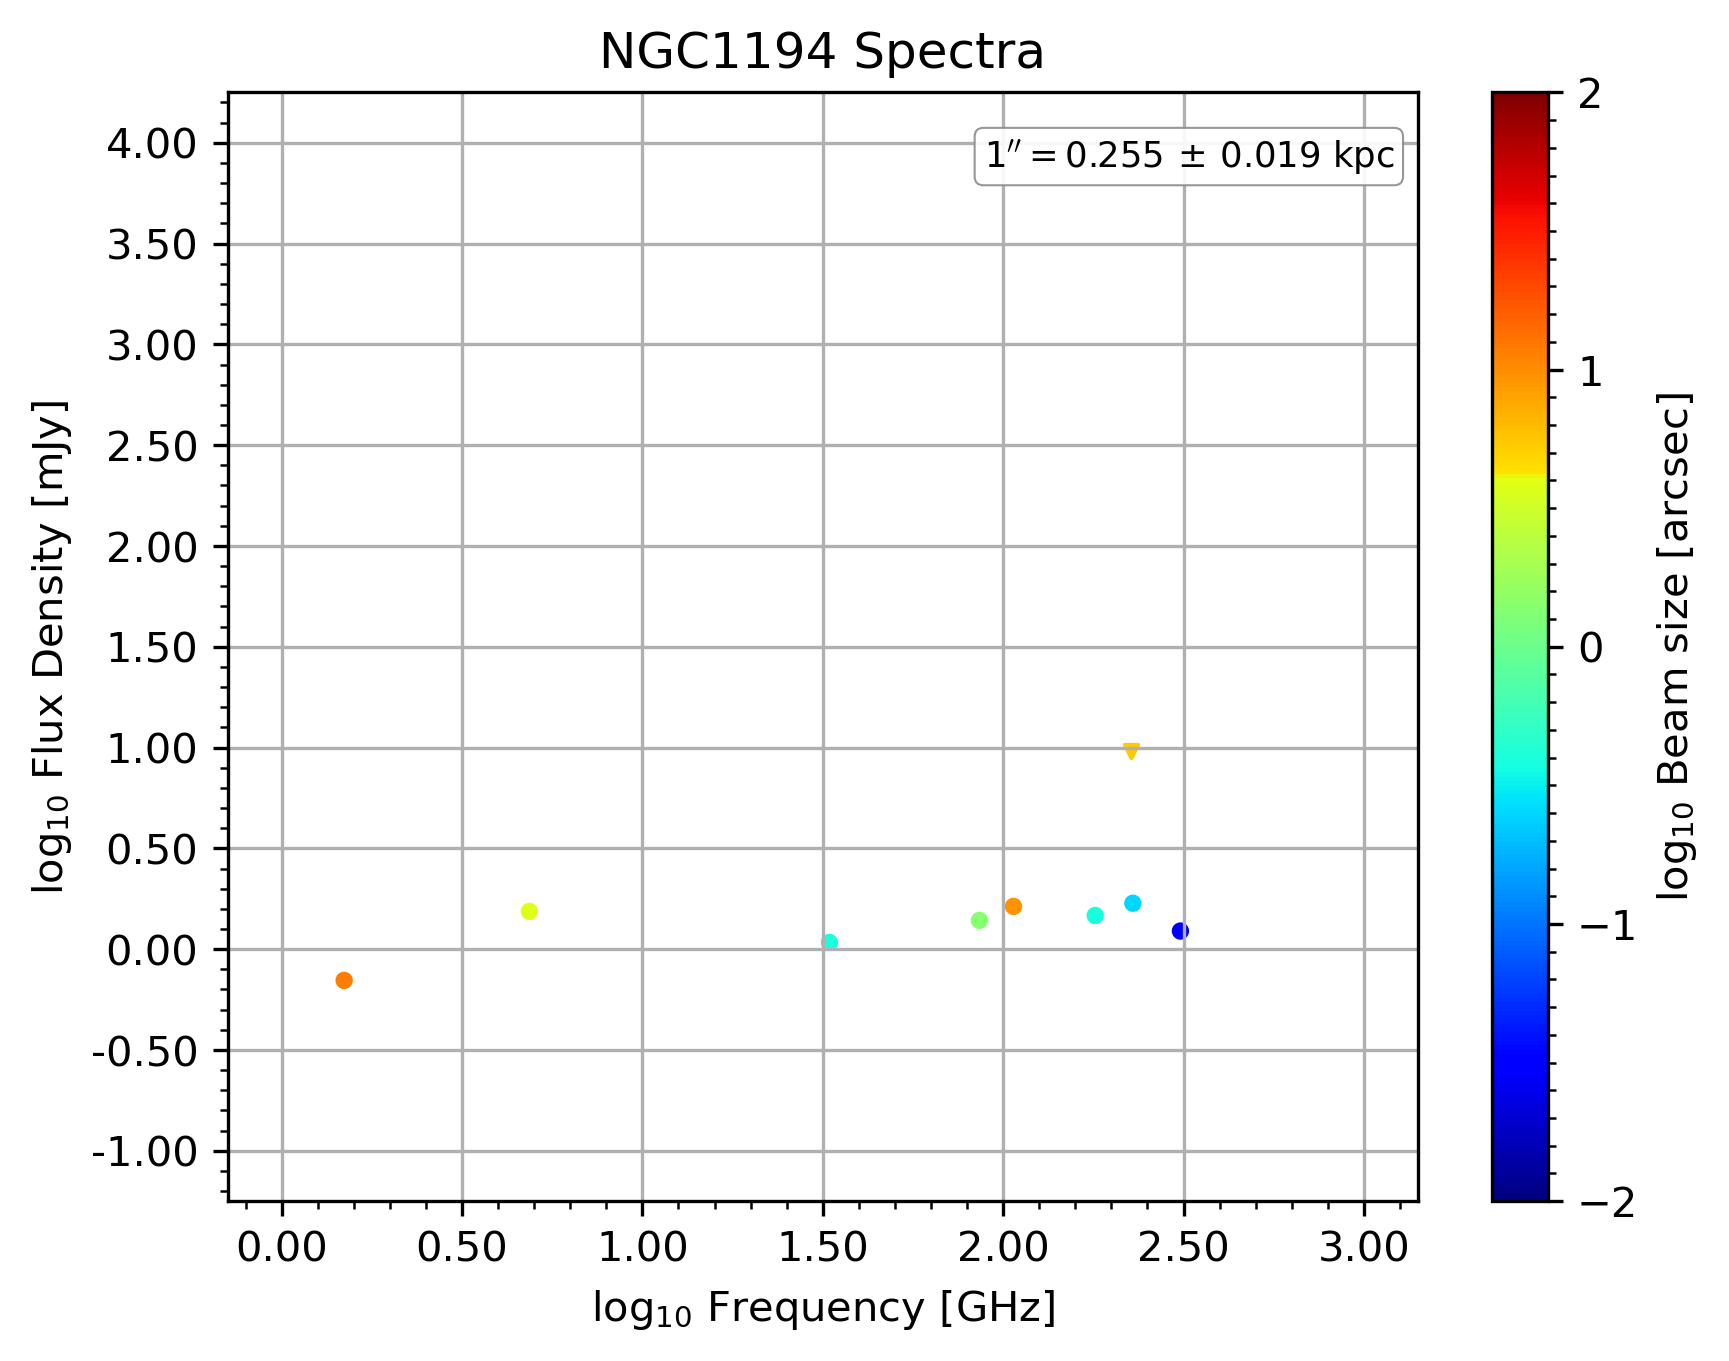 NGC1194 Spectra
1″ = 0.255 ± 0.019 kpc
4.00
3.50
3.00
2.50
2.00
1.50
1.00
0.50
0.00
-0.50
-1.00
log₁₀ Flux Density [mJy]
0.00 0.50 1.00 1.50 2.00 2.50 3.00
log₁₀ Frequency [GHz]
2
1
0
−1
−2
log₁₀ Beam size [arcsec]